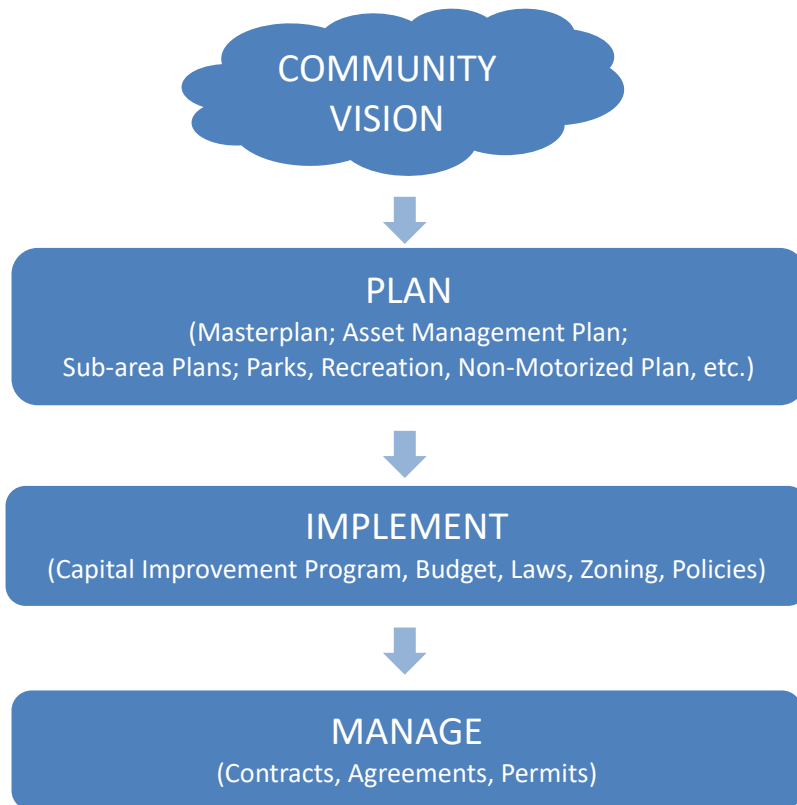 COMMUNITY
VISION
PLAN
(Masterplan; Asset Management Plan;
Sub-area Plans; Parks, Recreation, Non-Motorized Plan, etc.)
IMPLEMENT
(Capital Improvement Program, Budget, Laws, Zoning, Policies)
MANAGE
(Contracts, Agreements, Permits)